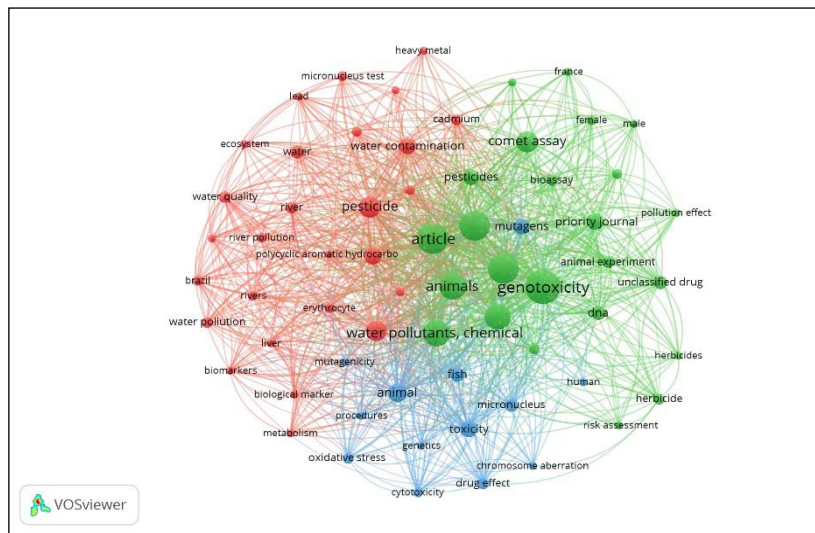 heavy metal
france
micronucleus test
lead
cadmium
female
male
ecosystem
water
water contamination
comet assay
pesticides
bioassay
water quality
river
pesticide
mutagens
priority journal
pollution effect
river pollution
article
polycyclic aromatic hydrocarbo
animal experiment
brazil
rivers
animals
genotoxicity
unclassified drug
erythrocyte
water pollution
water pollutants, chemical
dna
liver
mutagenicity
herbicides
biomarkers
fish
human
biological marker
animal
herbicide
procedures
micronucleus
metabolism
toxicity
risk assessment
genetics
oxidative stress
chromosome aberration
cytotoxicity
drug effect
VOSviewer